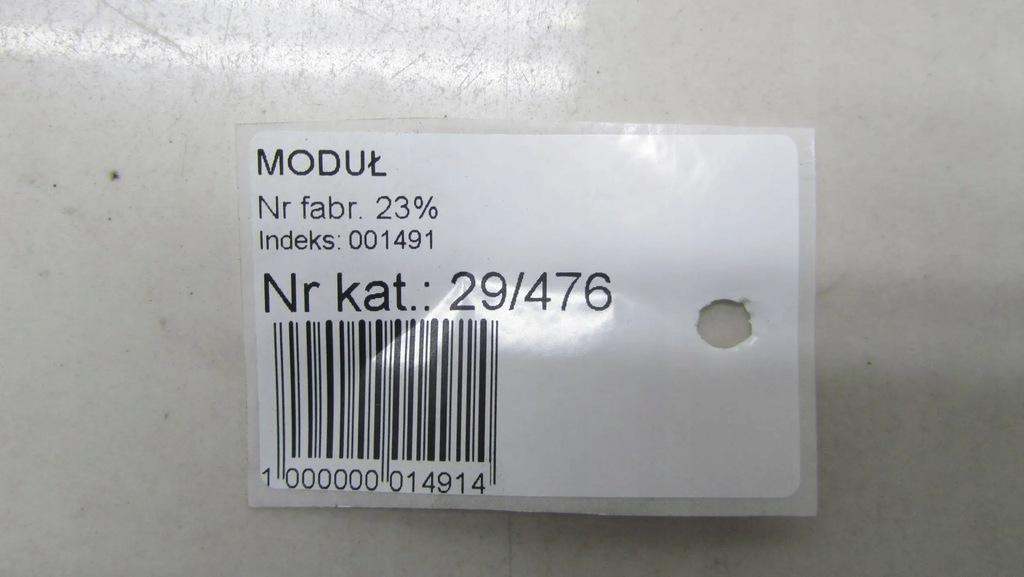 MODUŁ
Nr fabr. 23%
Indeks: 001491
Nr kat.: 29/476
1 000000 014914